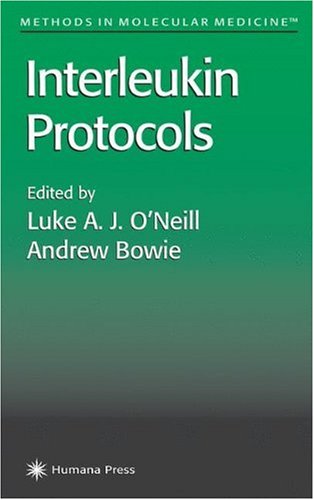 METHODS IN MOLECULAR MEDICINE™
Interleukin
Protocols
Edited by
Luke A. J. O'Neill
Andrew Bowie
Humana Press